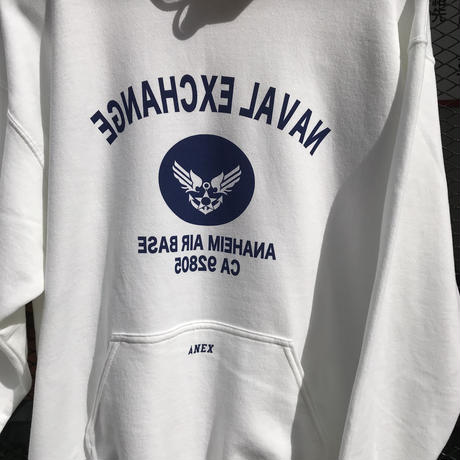 NAVAL EXCHANGE
ANAHEIM AIR BASE
CA 92805
ANEX